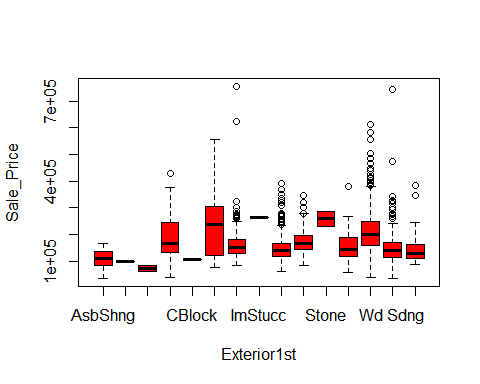 7e+05
4e+05
1e+05
Sale_Price
AsbShng CBlock ImStucc Stone Wd Sdng
Exterior1st